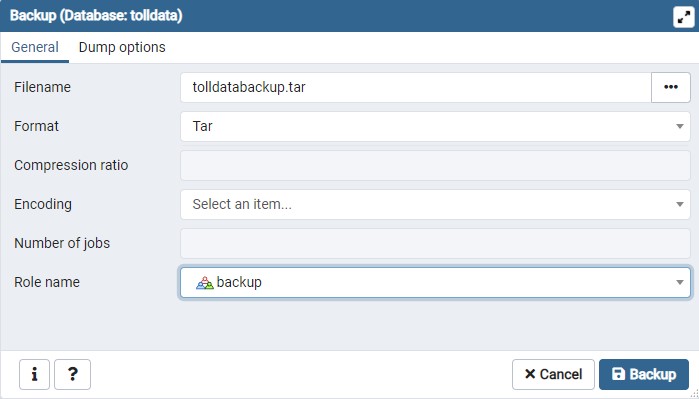 Backup (Database: tolldata)
General Dump options
Filename tolldatabackup.tar •••
Format Tar
Compression ratio
Encoding Select an item...
Number of jobs
Role name backup
i ? Cancel Backup